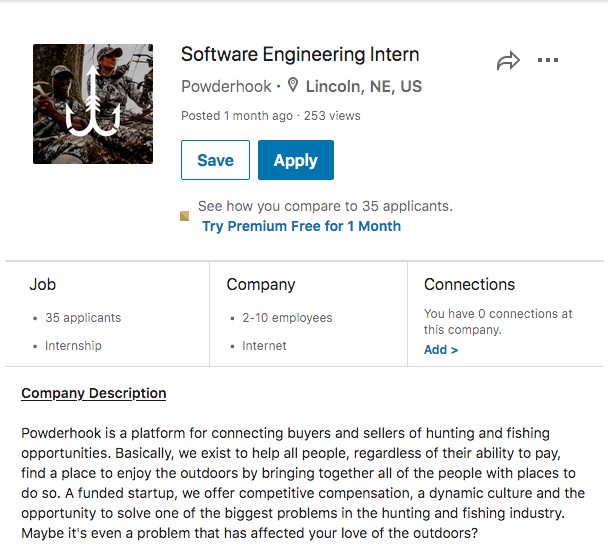 Software Engineering Intern
Powderhook · Lincoln, NE, US
Posted 1 month ago · 253 views
Save Apply
See how you compare to 35 applicants.
Try Premium Free for 1 Month
Job
• 35 applicants
• Internship
Company
• 2-10 employees
• Internet
Connections
You have 0 connections at
this company.
Add >
Company Description
Powderhook is a platform for connecting buyers and sellers of hunting and fishing
opportunities. Basically, we exist to help all people, regardless of their ability to pay,
find a place to enjoy the outdoors by bringing together all of the people with places to
do so. A funded startup, we offer competitive compensation, a dynamic culture and the
opportunity to solve one of the biggest problems in the hunting and fishing industry.
Maybe it's even a problem that has affected your love of the outdoors?